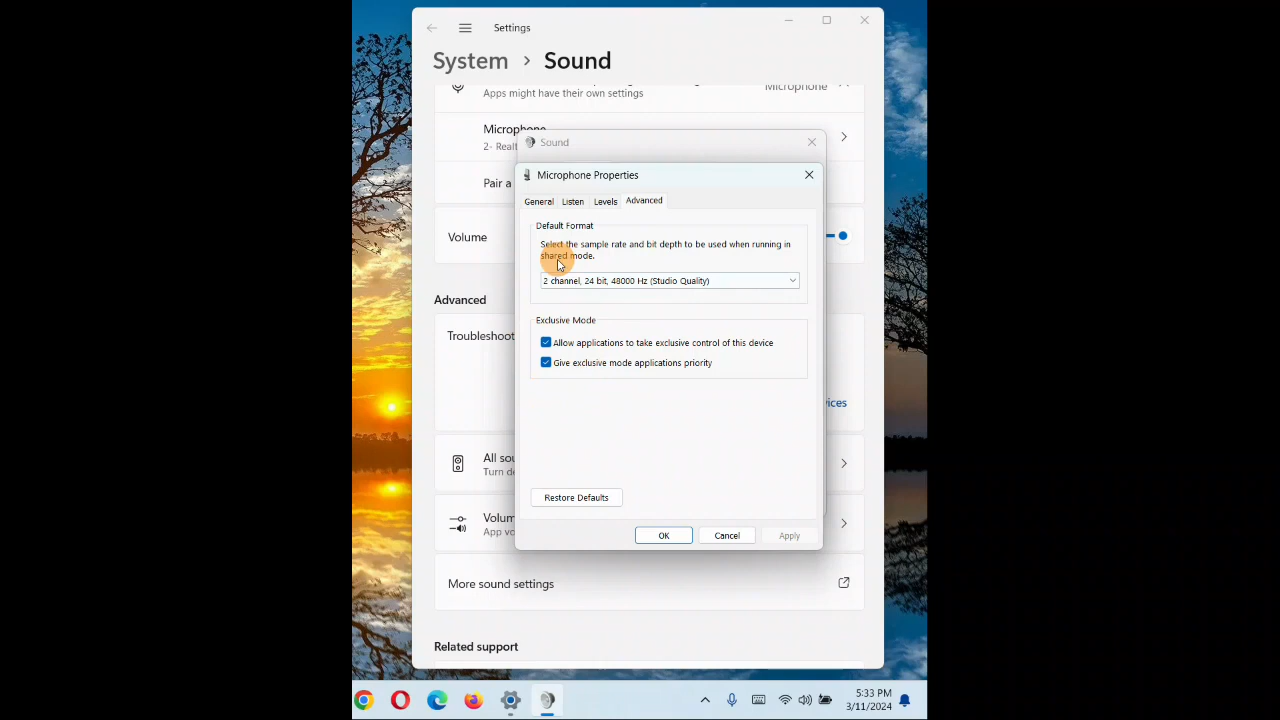 Settings
System > Sound
Apps might have their own settings
Microphone
Microphone
2- Realt
Pair a
Sound
Microphone Properties
General Listen Levels Advanced
Default Format
Select the sample rate and bit depth to be used when running in
shared mode.
2 channel, 24 bit, 48000 Hz (Studio Quality)
Exclusive Mode
Allow applications to take exclusive control of this device
Give exclusive mode applications priority
Restore Defaults
OK Cancel Apply
Volume
Advanced
Troubleshoot
vices
All sou
Turn de
Volum
App vo
More sound settings
Related support
5:33 PM
3/11/2024